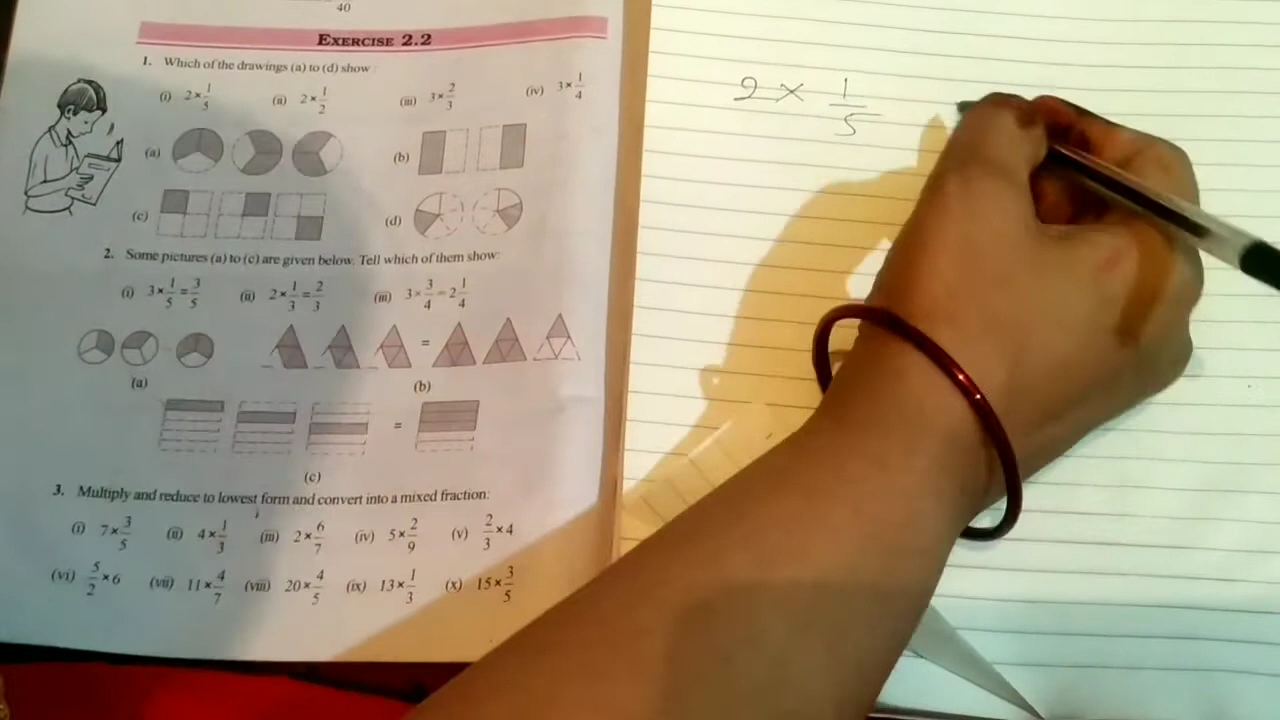 40
EXERCISE 2.2
1. Which of the drawings (a) to (d) show :
(i) 2×1/5 (ii) 2×1/2 (iii) 3×2/3 (iv) 3×1/4
(a) (b)
(c) (d)
2. Some pictures (a) to (c) are given below. Tell which of them show:
(i) 3×1/5=3/5 (ii) 2×1/3=2/3 (iii) 3×3/4=2 1/4
=
(a) (b)
=
(c)
3. Multiply and reduce to lowest form and convert into a mixed fraction:
(i) 7×3/5 (ii) 4×1/3 (iii) 2×6/7 (iv) 5×2/9 (v) 2/3×4
(vi) 5/2×6 (vii) 11×4/7 (viii) 20×4/5 (ix) 13×1/3 (x) 15×3/5
2 × 1/5